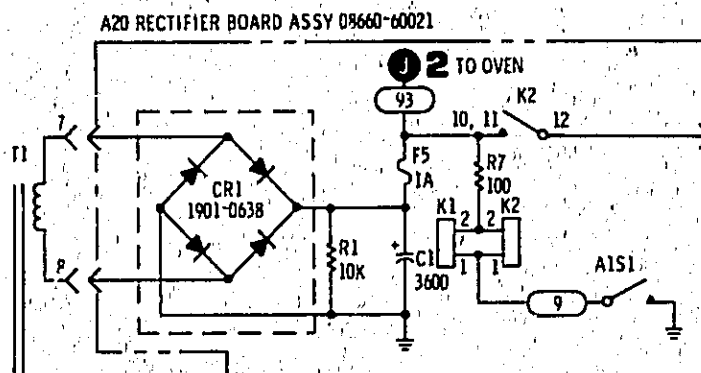 A20 RECTIFIER BOARD ASSY 08660-60021
J 2 TO OVEN
93
K2
10, 11
12
7
T1
F5
1A
R7
100
CR1
1901-0638
K1
K2
2
2
R1
10K
+
C1
3600
1
1
8
A1S1
9